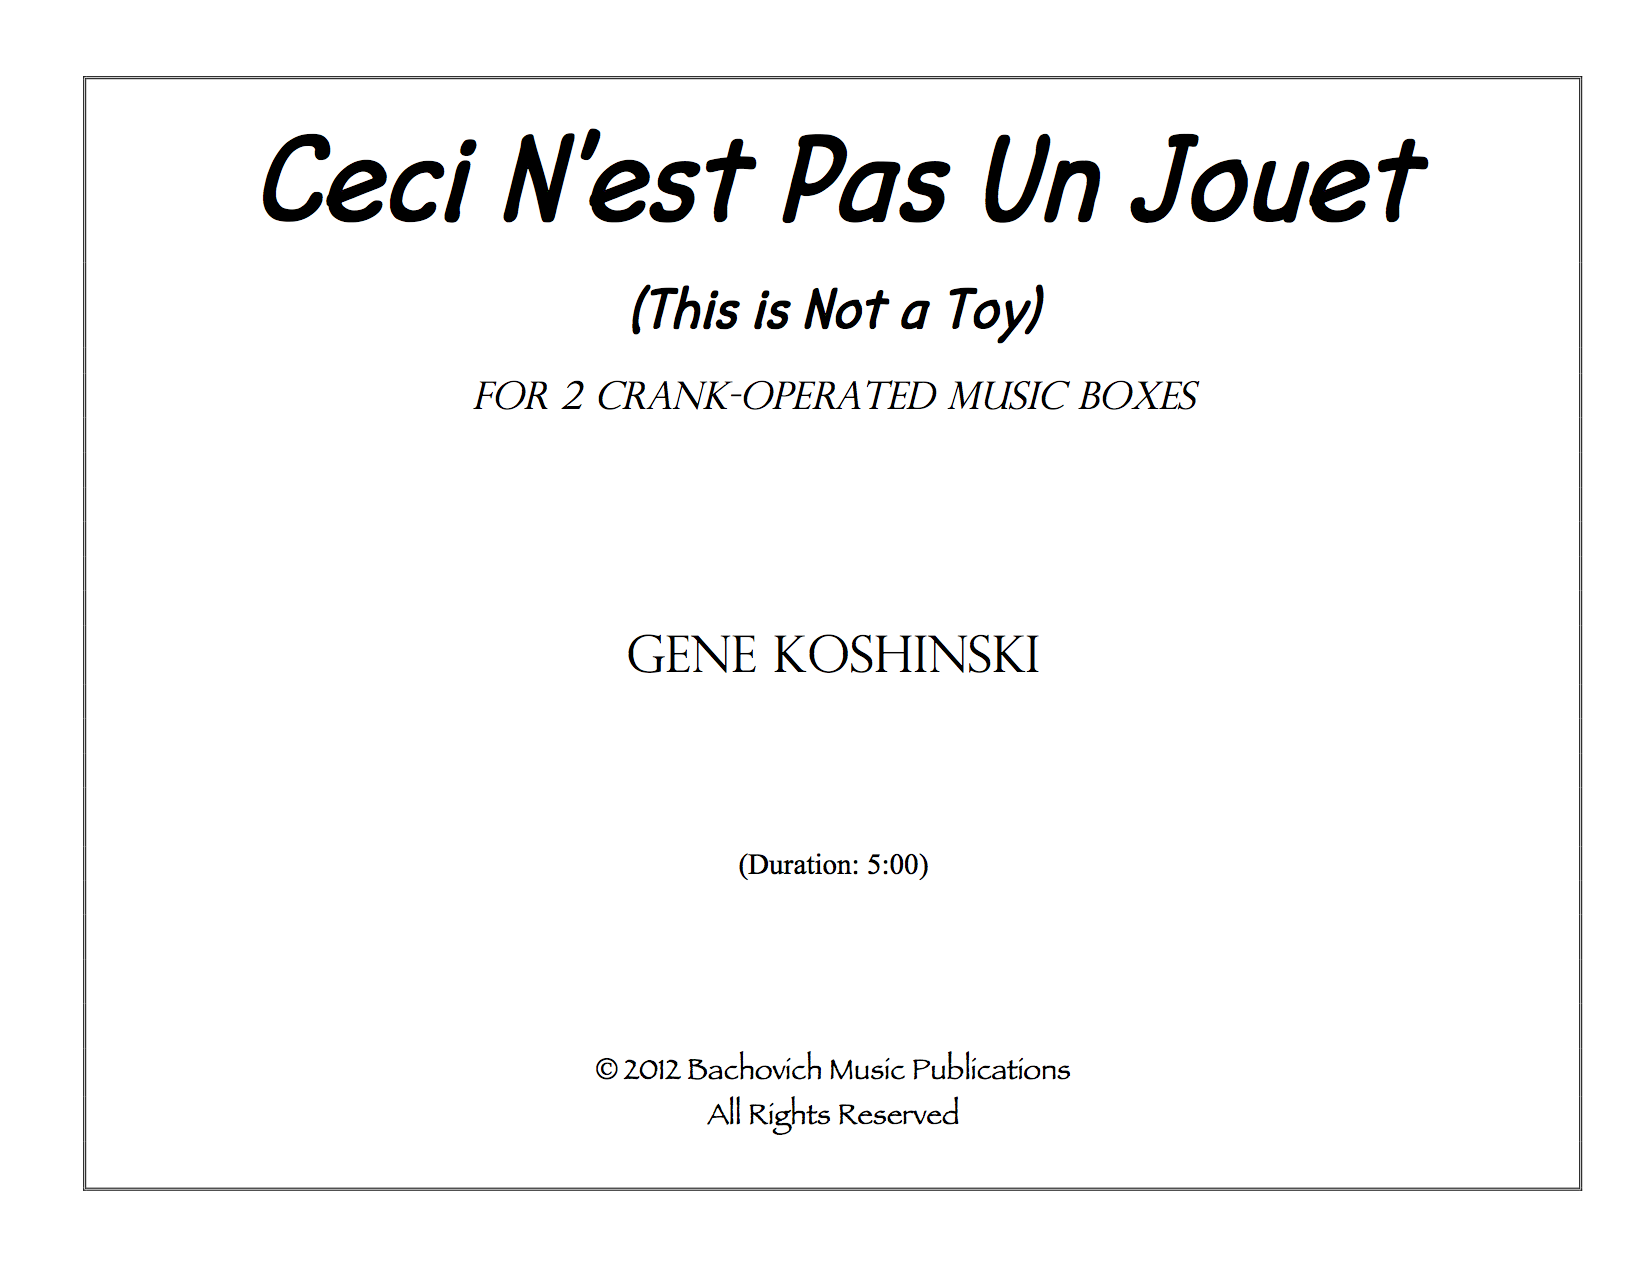 Ceci N'est Pas Un Jouet
(This is Not a Toy)
FOR 2 CRANK-OPERATED MUSIC BOXES
GENE KOSHINSKI
(Duration: 5:00)
© 2012 Bachovich Music Publications
All Rights Reserved